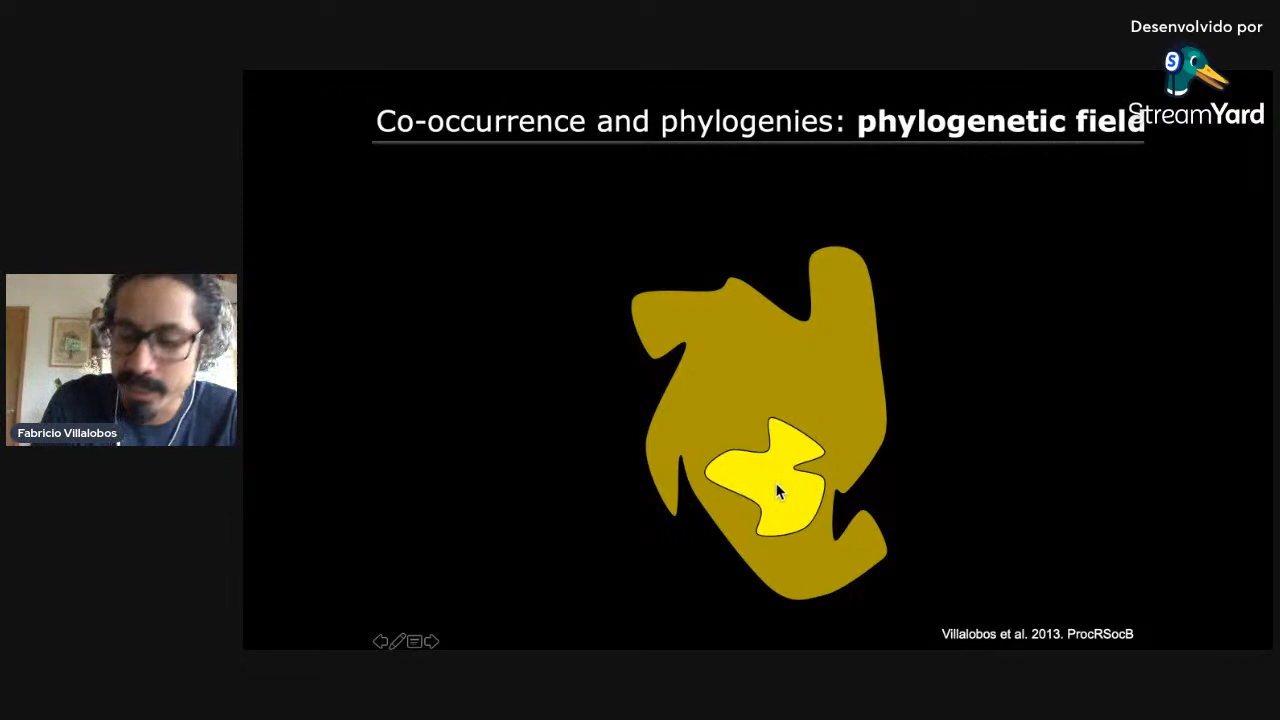 Desenvolvido por
StreamYard
Co-occurrence and phylogenies: phylogenetic field
Fabricio Villalobos
Villalobos et al. 2013. ProcRSocB